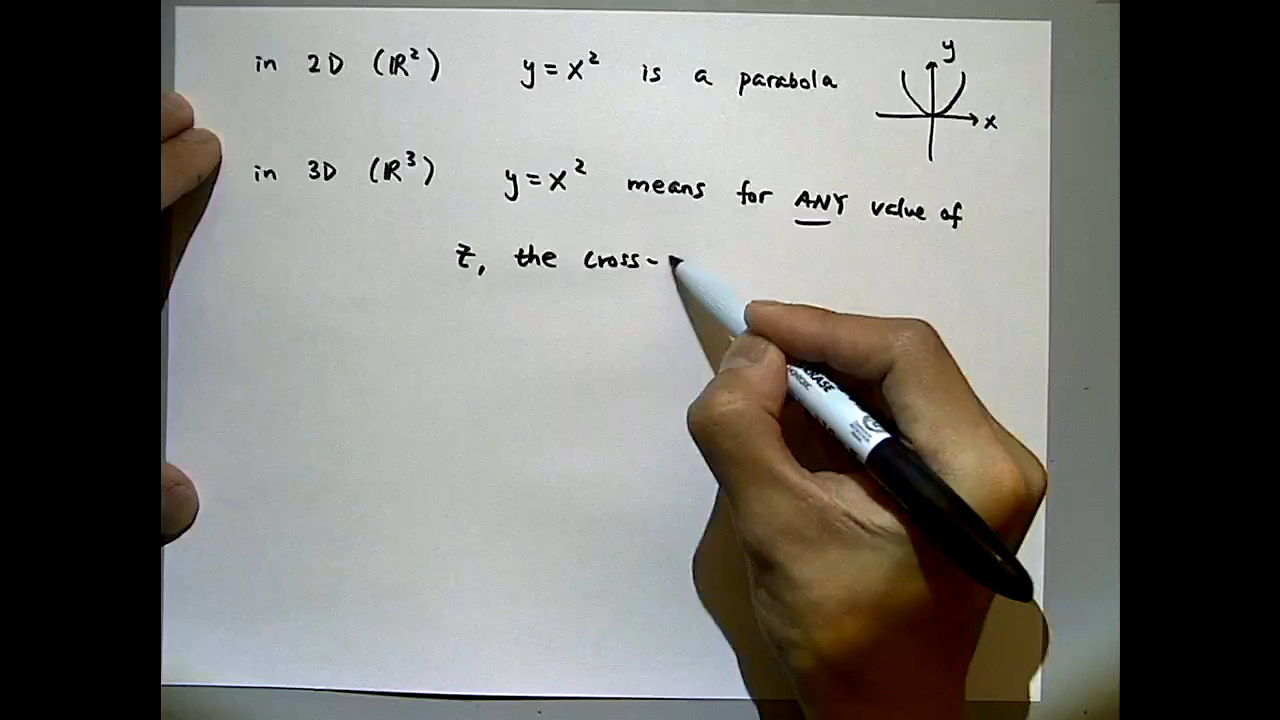 in 2D (ℝ²) y = x² is a parabola
y
x
in 3D (ℝ³) y = x² means for ANY value of
z, the cross-